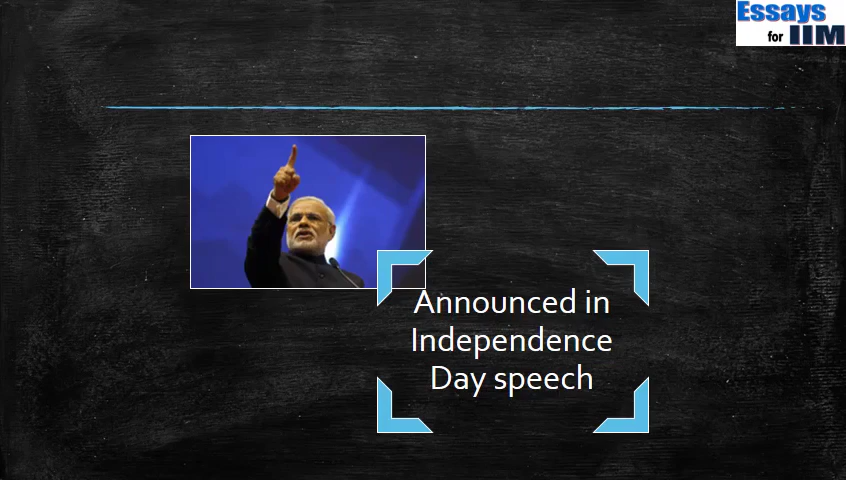 Essays
for IIM
Announced in
Independence
Day speech